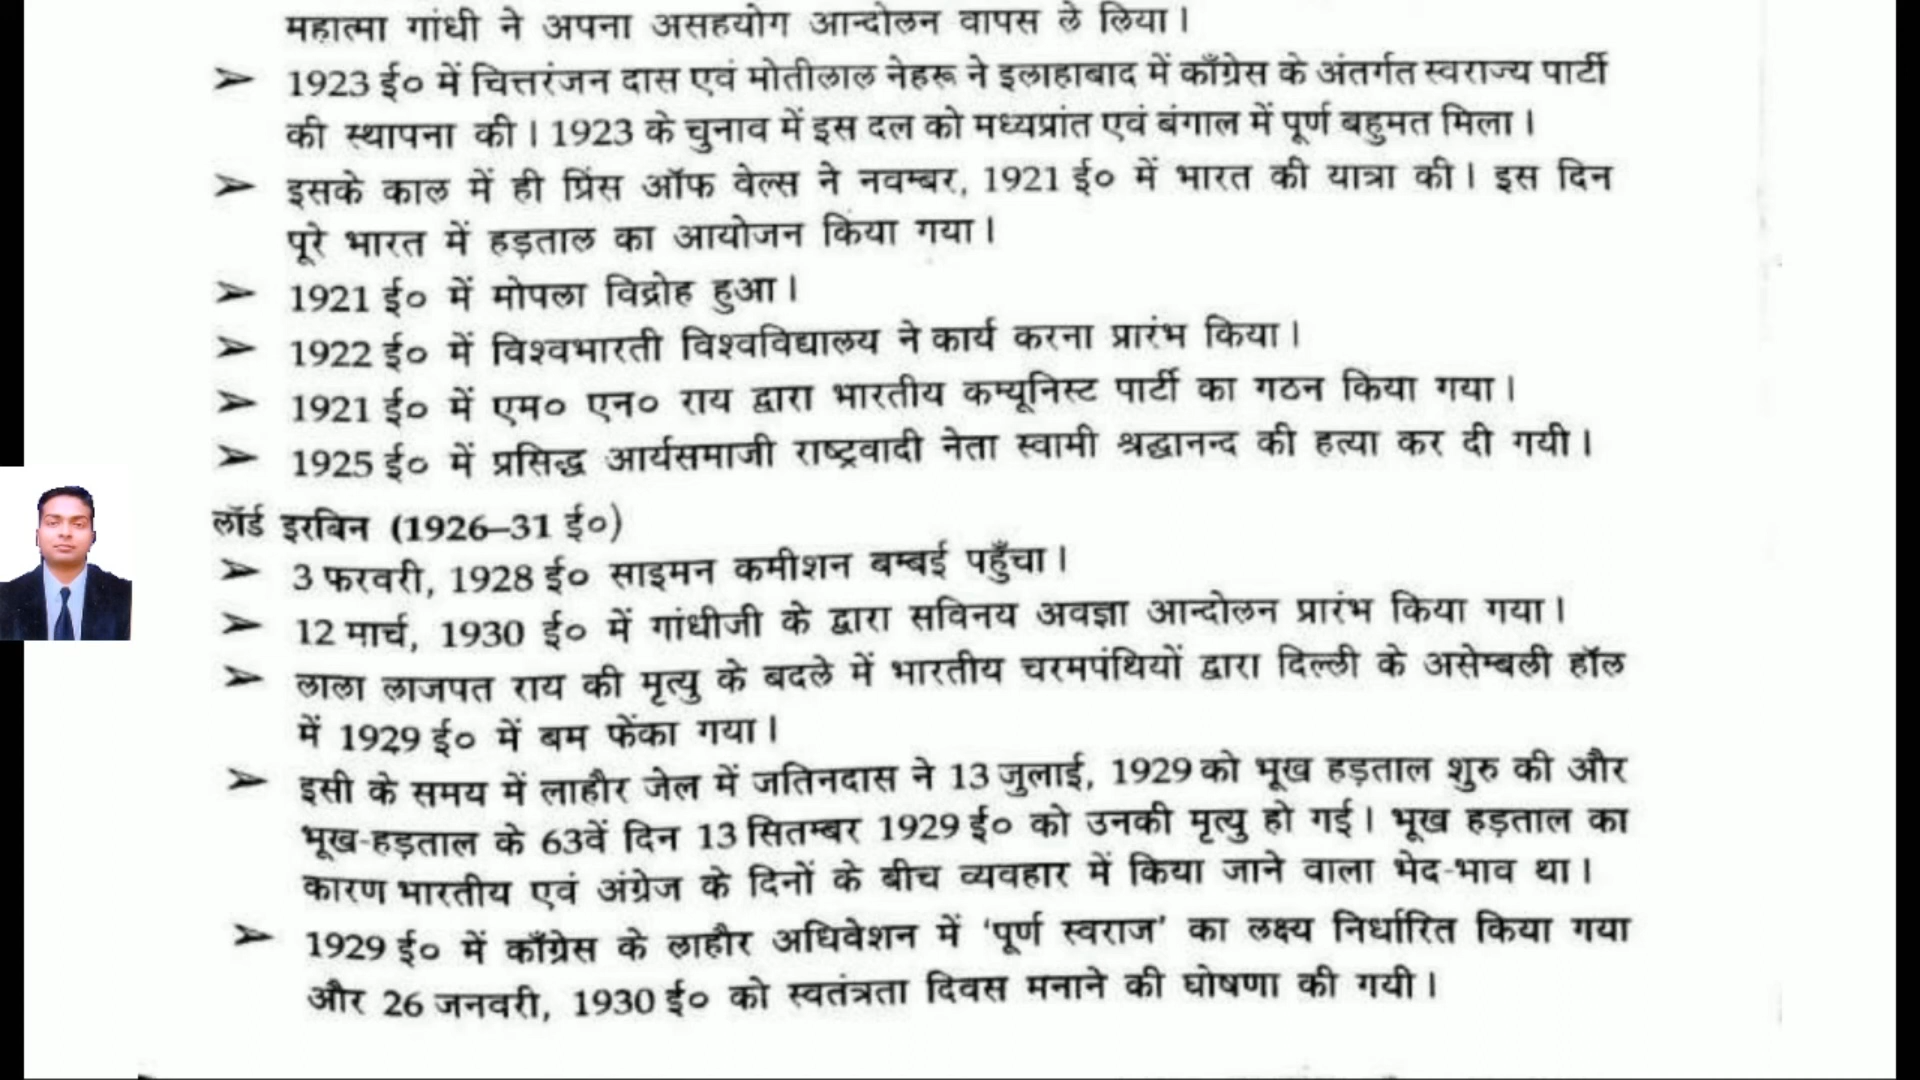 महात्मा गांधी ने अपना असहयोग आन्दोलन वापस ले लिया।
➢ 1923 ई० में चित्तरंजन दास एवं मोतीलाल नेहरू ने इलाहाबाद में काँग्रेस के अंतर्गत स्वराज्य पार्टी
की स्थापना की। 1923 के चुनाव में इस दल को मध्यप्रांत एवं बंगाल में पूर्ण बहुमत मिला।
➢ इसके काल में ही प्रिंस ऑफ वेल्स ने नवम्बर, 1921 ई० में भारत की यात्रा की। इस दिन
पूरे भारत में हड़ताल का आयोजन किया गया।
➢ 1921 ई० में मोपला विद्रोह हुआ।
➢ 1922 ई० में विश्वभारती विश्वविद्यालय ने कार्य करना प्रारंभ किया।
➢ 1921 ई० में एम० एन० राय द्वारा भारतीय कम्यूनिस्ट पार्टी का गठन किया गया।
➢ 1925 ई० में प्रसिद्ध आर्यसमाजी राष्ट्रवादी नेता स्वामी श्रद्धानन्द की हत्या कर दी गयी।
लॉर्ड इरविन (1926–31 ई०)
➢ 3 फरवरी, 1928 ई० साइमन कमीशन बम्बई पहुँचा।
➢ 12 मार्च, 1930 ई० में गांधीजी के द्वारा सविनय अवज्ञा आन्दोलन प्रारंभ किया गया।
➢ लाला लाजपत राय की मृत्यु के बदले में भारतीय चरमपंथियों द्वारा दिल्ली के असेम्बली हॉल
में 1929 ई० में बम फेंका गया।
➢ इसी के समय में लाहौर जेल में जतिनदास ने 13 जुलाई, 1929 को भूख हड़ताल शुरु की और
भूख-हड़ताल के 63वें दिन 13 सितम्बर 1929 ई० को उनकी मृत्यु हो गई। भूख हड़ताल का
कारण भारतीय एवं अंग्रेज के दिनों के बीच व्यवहार में किया जाने वाला भेद-भाव था।
➢ 1929 ई० में काँग्रेस के लाहौर अधिवेशन में 'पूर्ण स्वराज' का लक्ष्य निर्धारित किया गया
और 26 जनवरी, 1930 ई० को स्वतंत्रता दिवस मनाने की घोषणा की गयी।